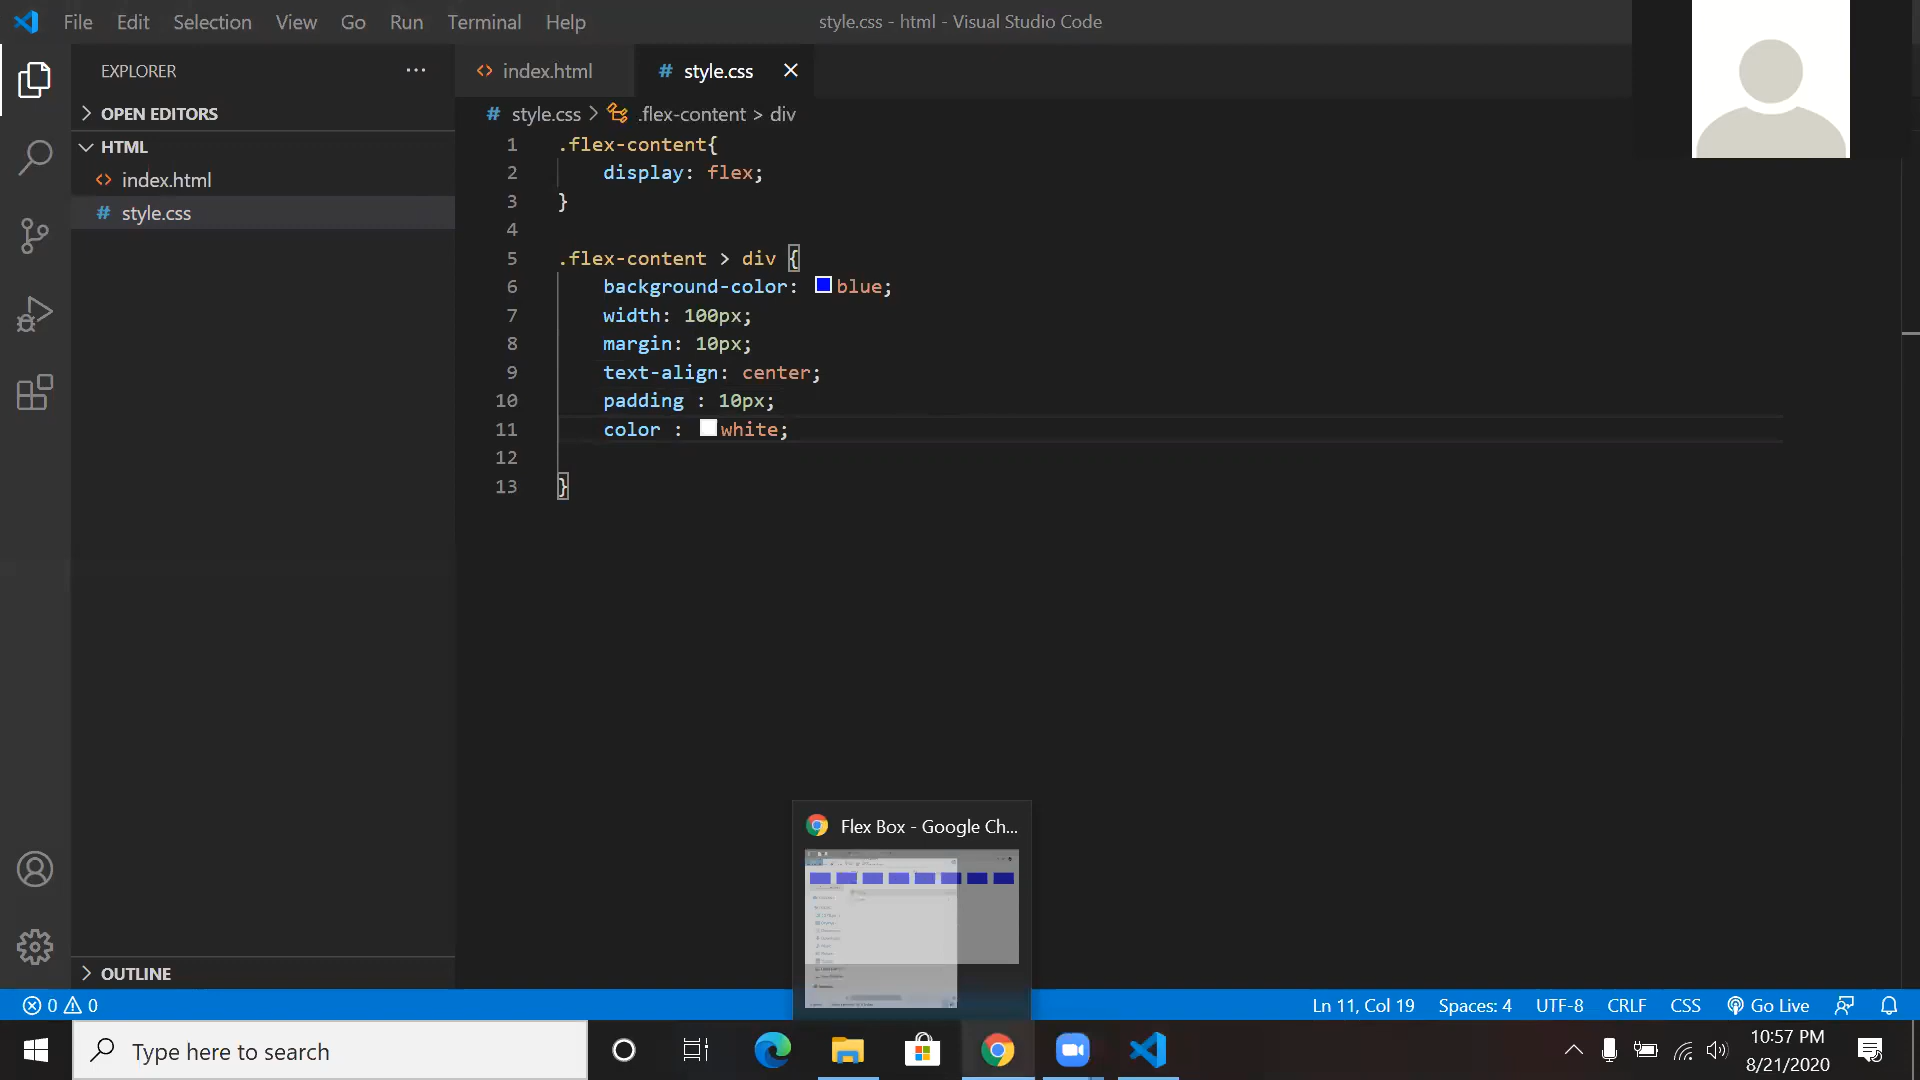 File Edit Selection View Go Run Terminal Help
style.css - html - Visual Studio Code
EXPLORER
OPEN EDITORS
HTML
index.html
style.css
OUTLINE
index.html
style.css
style.css > .flex-content > div
1 .flex-content{
2 display: flex;
3 }
4
5 .flex-content > div {
6 background-color: blue;
7 width: 100px;
8 margin: 10px;
9 text-align: center;
10 padding : 10px;
11 color : white;
12
13 }
Flex Box - Google Ch...
0 0
Ln 11, Col 19 Spaces: 4 UTF-8 CRLF CSS Go Live
Type here to search
10:57 PM
8/21/2020